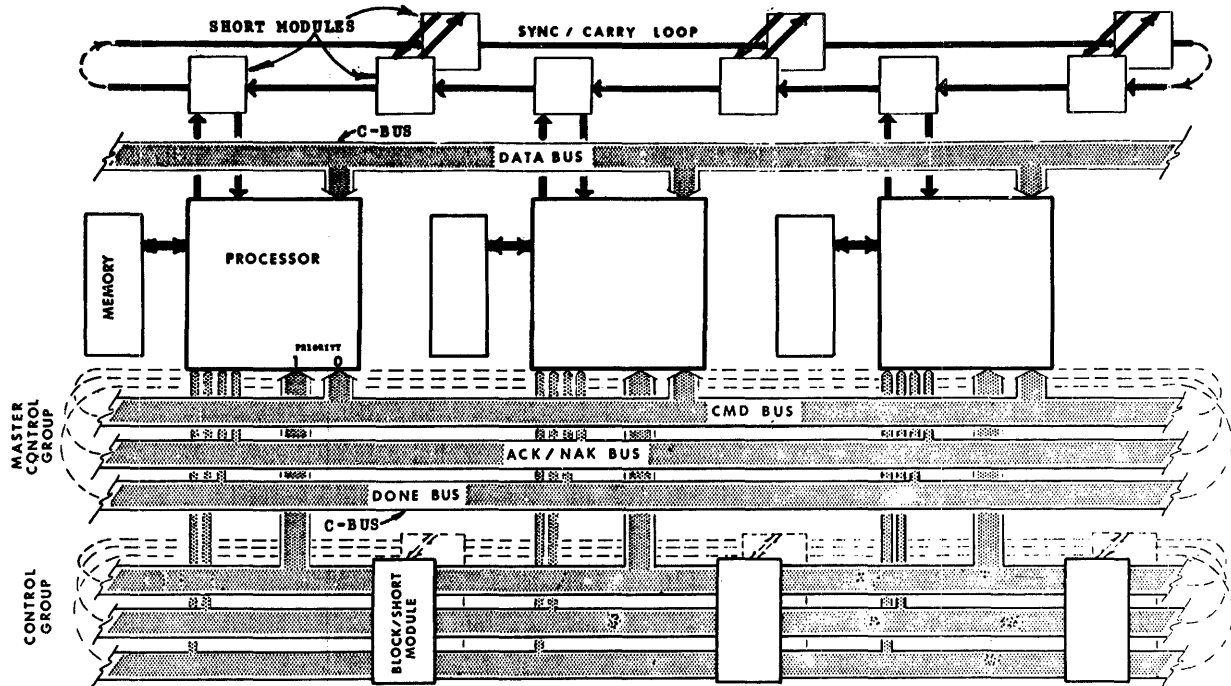 SHORT MODULES
SYNC / CARRY LOOP
C-BUS
DATA BUS
MEMORY
PROCESSOR
PRIORITY
1 0
MASTER
CONTROL
GROUP
CMD BUS
ACK/NAK BUS
DONE BUS
C-BUS
CONTROL
GROUP
BLOCK/SHORT
MODULE